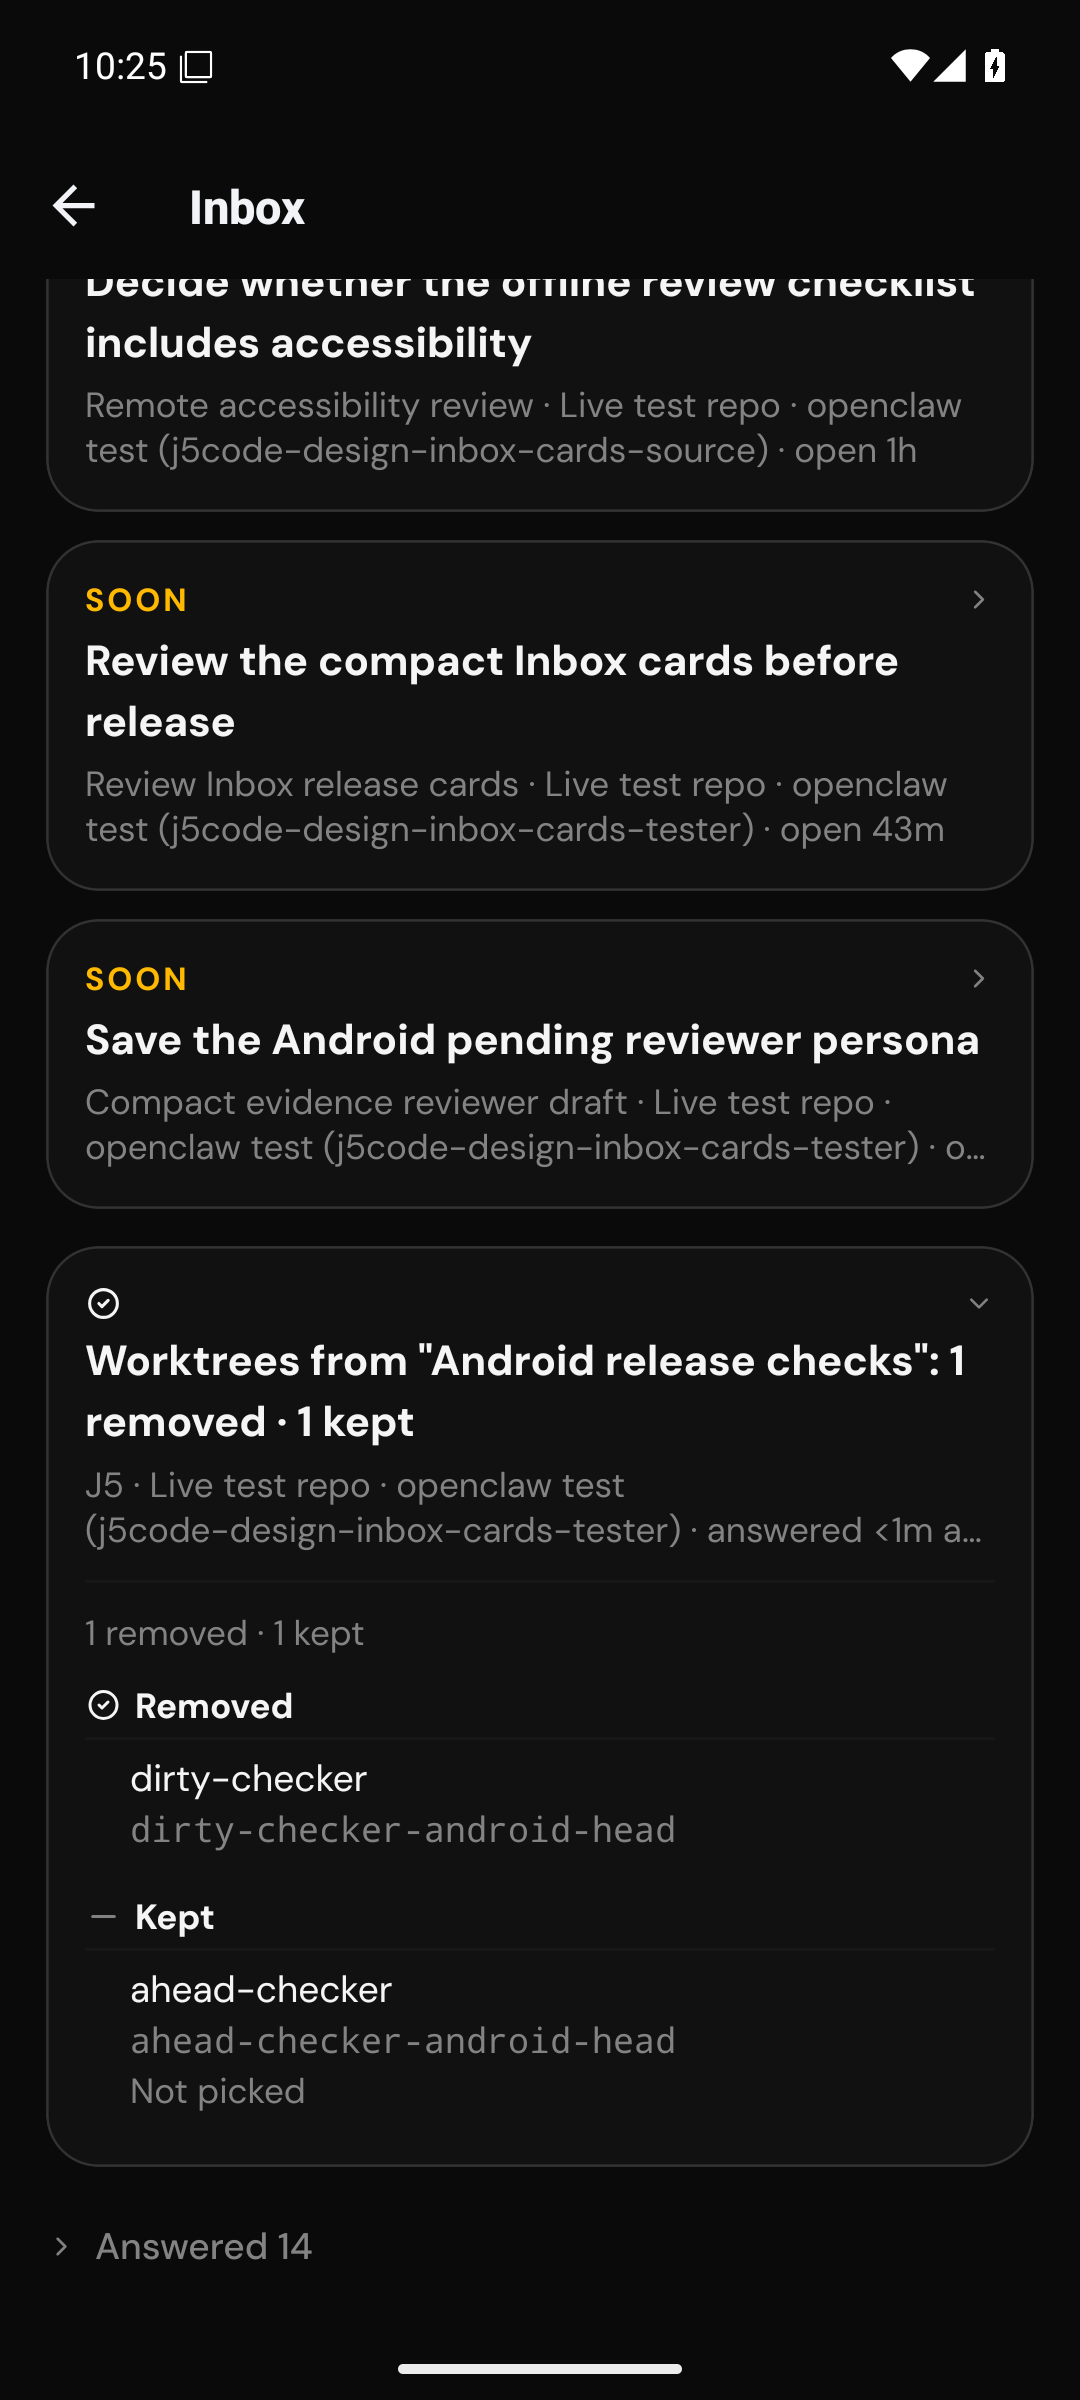 10:25
Inbox
Decide whether the offline review checklist
includes accessibility
Remote accessibility review · Live test repo · openclaw
test (j5code-design-inbox-cards-source) · open 1h
SOON
Review the compact Inbox cards before
release
Review Inbox release cards · Live test repo · openclaw
test (j5code-design-inbox-cards-tester) · open 43m
SOON
Save the Android pending reviewer persona
Compact evidence reviewer draft · Live test repo ·
openclaw test (j5code-design-inbox-cards-tester) · o…
Worktrees from "Android release checks": 1
removed · 1 kept
J5 · Live test repo · openclaw test
(j5code-design-inbox-cards-tester) · answered <1m a…
1 removed · 1 kept
Removed
dirty-checker
dirty-checker-android-head
Kept
ahead-checker
ahead-checker-android-head
Not picked
Answered 14